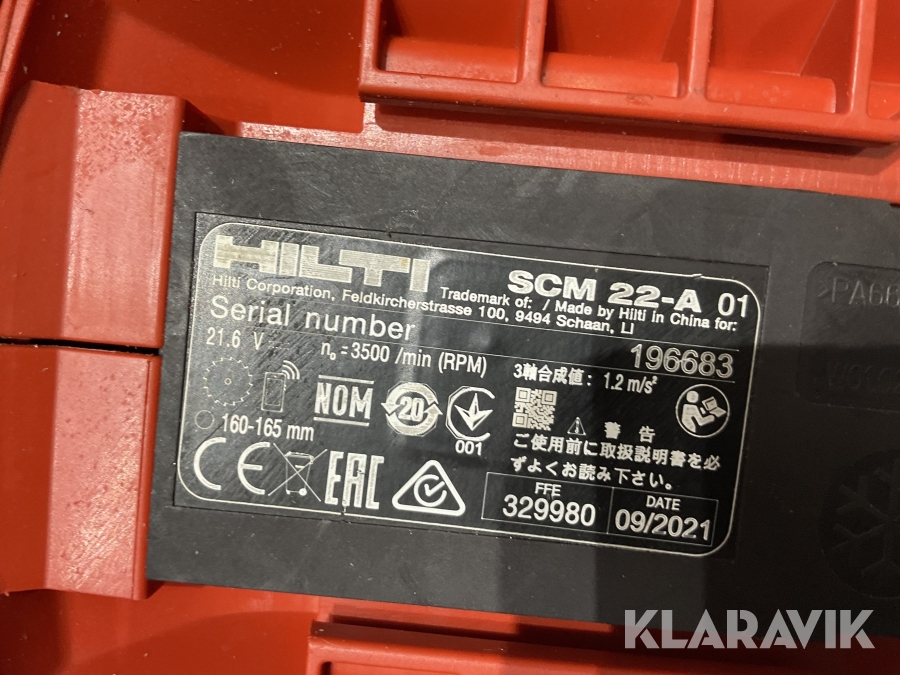 HILTI
SCM 22-A 01
Hilti Corporation, Feldkircherstrasse 100, 9494 Schaan, LI
Trademark of: / Made by Hilti in China for:
Serial number
196683
21.6 V
n₀ = 3500 /min (RPM)
3軸合成値: 1.2 m/s²
160-165 mm
NOM
20
001
警告
ご使用前に取扱説明書を必
ずよくお読み下さい。
CE
EAC
FFE
329980
DATE
09/2021
KLARAVIK